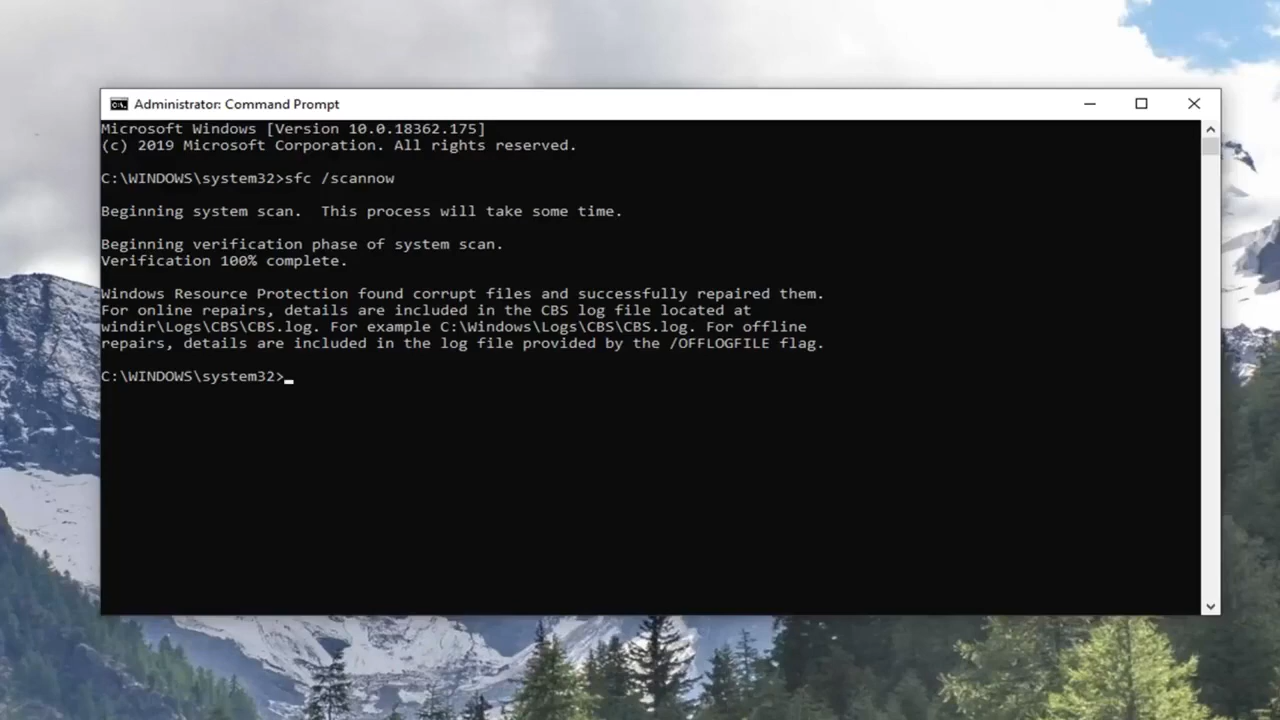 Administrator: Command Prompt
Microsoft Windows [Version 10.0.18362.175]
(c) 2019 Microsoft Corporation. All rights reserved.
C:\WINDOWS\system32>sfc /scannow
Beginning system scan.  This process will take some time.
Beginning verification phase of system scan.
Verification 100% complete.
Windows Resource Protection found corrupt files and successfully repaired them.
For online repairs, details are included in the CBS log file located at
windir\Logs\CBS\CBS.log. For example C:\Windows\Logs\CBS\CBS.log. For offline
repairs, details are included in the log file provided by the /OFFLOGFILE flag.
C:\WINDOWS\system32>